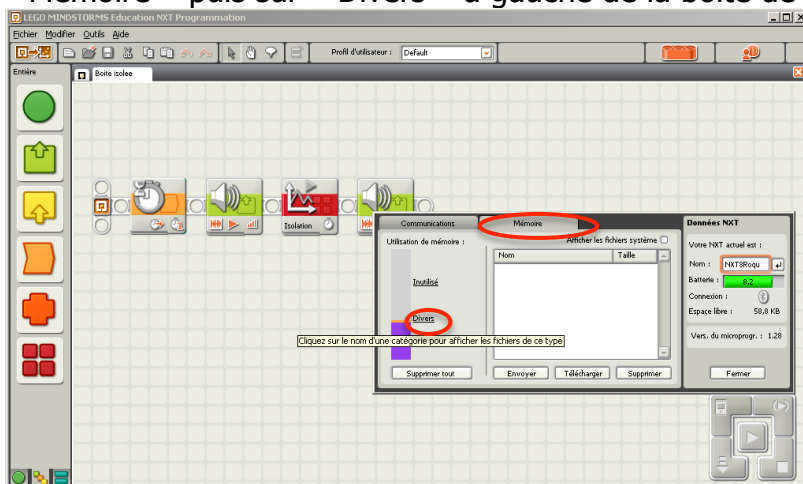 « Mémoire » puis sur « Divers » à gauche de la boîte de
LEGO MINDSTORMS Education NXT Programmation
Fichier Modifier Outils Aide
Profil d'utilisateur : Default
Entière
Boite isolee
Isolation
Communications
Mémoire
Utilisation de mémoire :
Afficher les fichiers système
Nom
Taille
Inutilisé
Divers
Cliquez sur le nom d'une catégorie pour afficher les fichiers de ce type
Supprimer tout
Envoyer
Télécharger
Supprimer
Données NXT
Votre NXT actuel est :
Nom : NXT8Roqu
Batterie : 8,2
Connexion :
Espace libre : 58,8 KB
Vers. du microprogr. : 1.28
Fermer